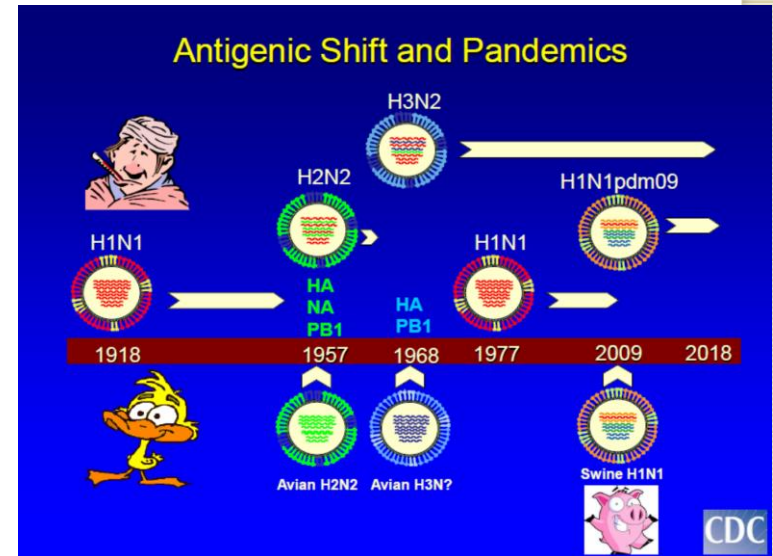 Antigenic Shift and Pandemics
H3N2
H2N2
H1N1pdm09
H1N1
H1N1
HA
NA
PB1
HA
PB1
1918
1957
1968
1977
2009
2018
Avian H2N2
Avian H3N?
Swine H1N1
CDC